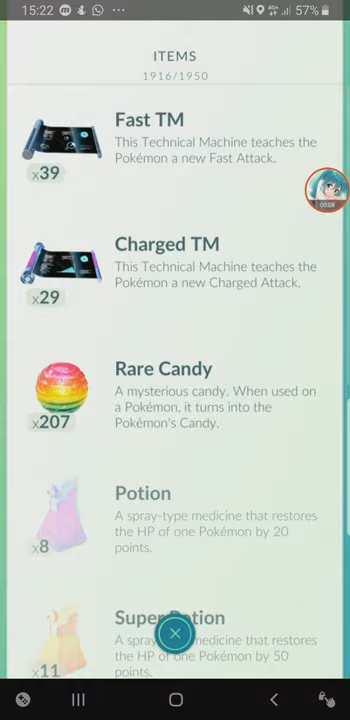 15:22
57%
ITEMS
1916/1950
Fast TM
This Technical Machine teaches the
Pokémon a new Fast Attack.
x39
00:08
Charged TM
This Technical Machine teaches the
Pokémon a new Charged Attack.
x29
Rare Candy
A mysterious candy. When used on
a Pokémon, it turns into the
Pokémon's Candy.
x207
Potion
A spray-type medicine that restores
the HP of one Pokémon by 20
points.
x8
Super Potion
A spray medicine that restores
the HP of one Pokémon by 50
points.
x11